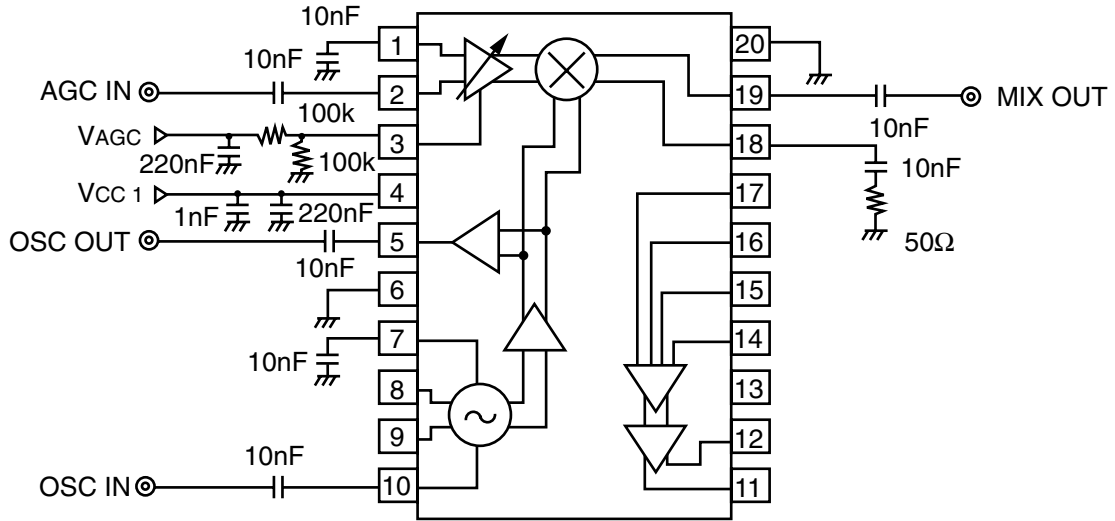 10nF
1
20
10nF
AGC IN
2
19
MIX OUT
100k
10nF
VAGC
3
18
220nF
100k
10nF
VCC 1
4
17
1nF
220nF
OSC OUT
5
16
50Ω
10nF
6
15
7
14
10nF
8
13
9
12
10nF
OSC IN
10
11